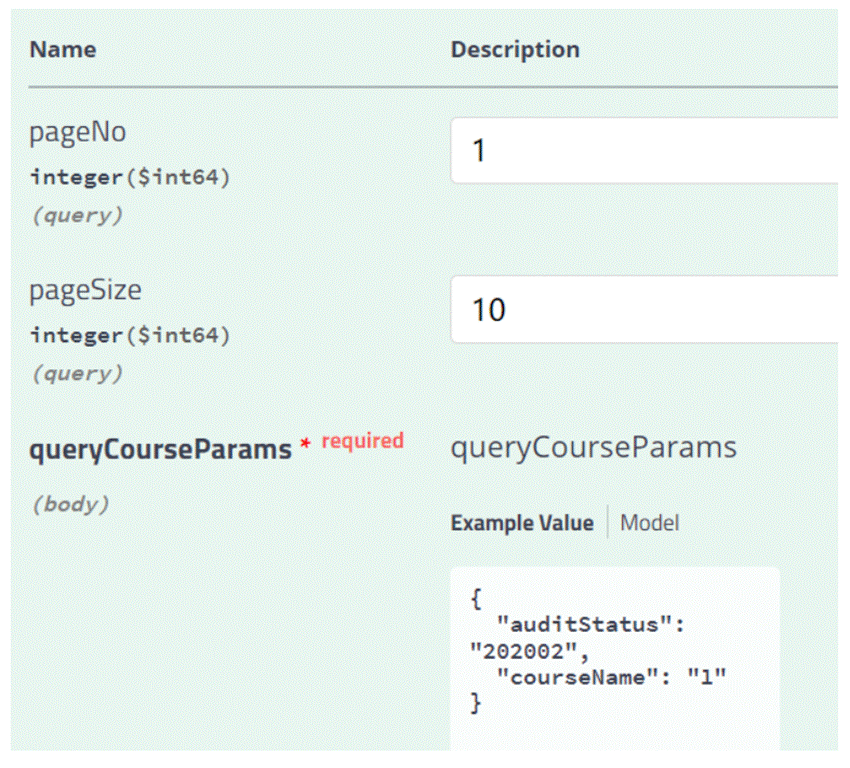 Name Description
pageNo
1
integer($int64)
(query)
pageSize
10
integer($int64)
(query)
queryCourseParams * required
queryCourseParams
(body)
Example Value Model
{
  "auditStatus":
"202002",
  "courseName": "1"
}